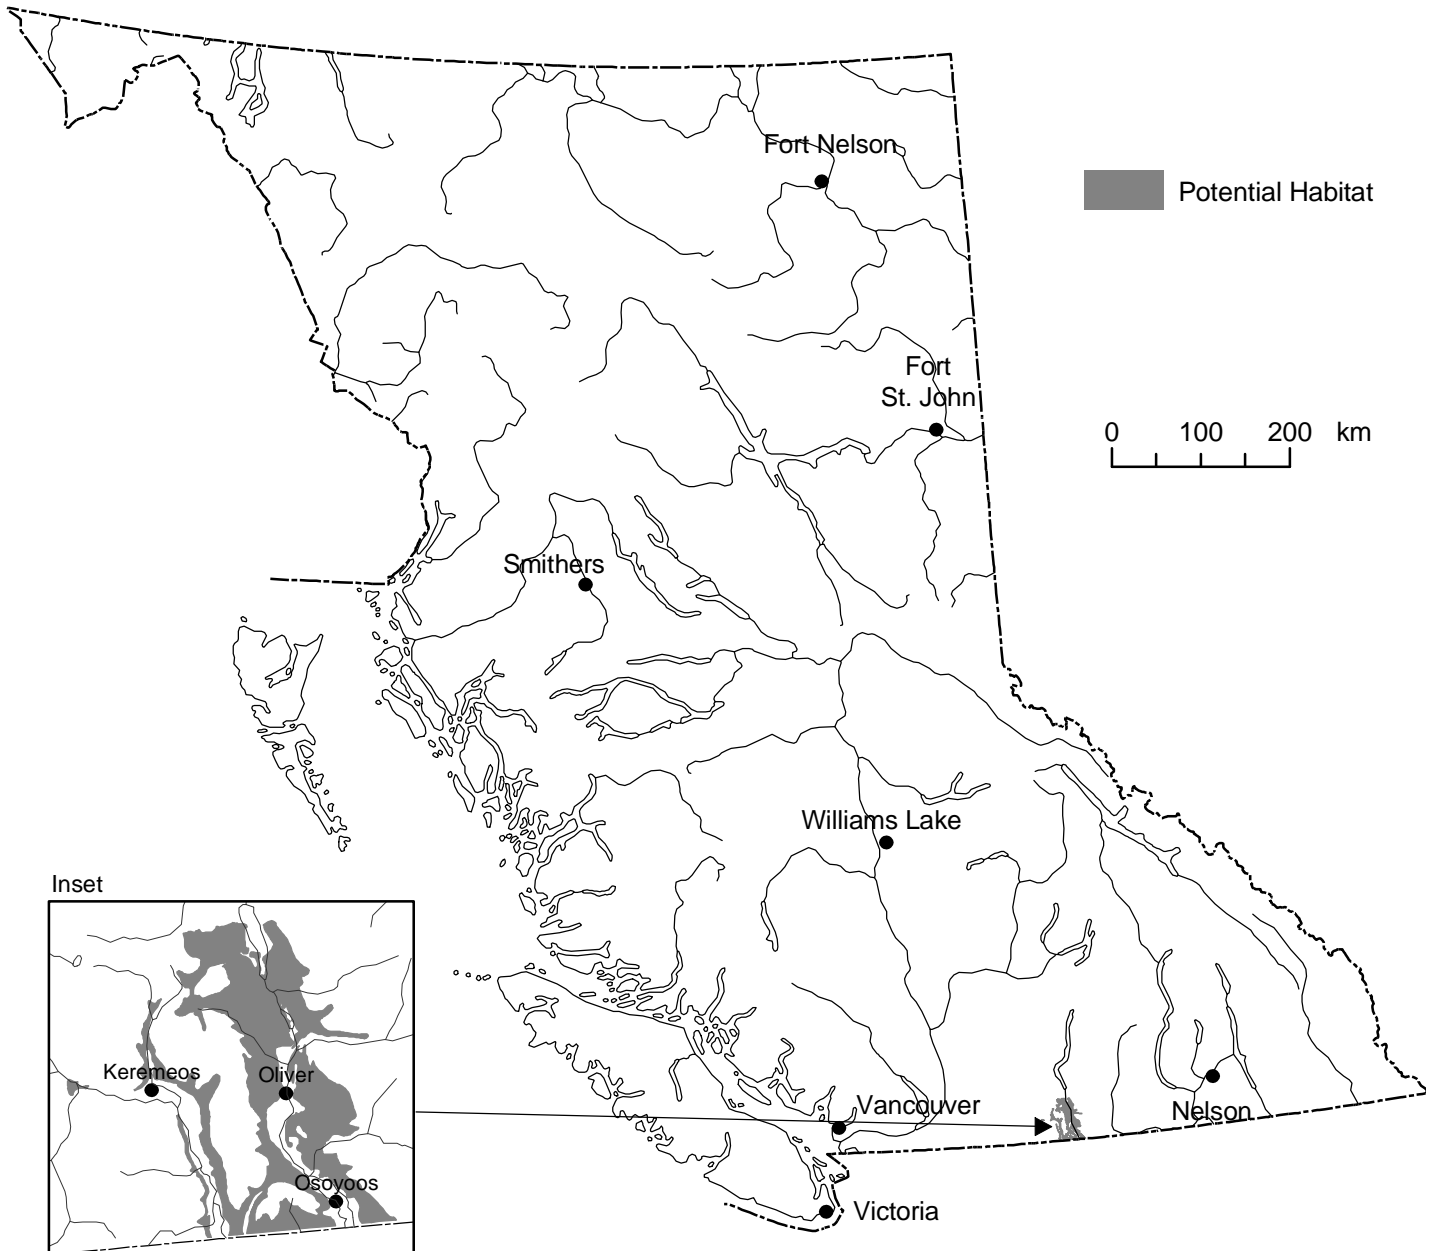 Fort Nelson
Potential Habitat
Fort
St. John
0 100 200 km
Smithers
Williams Lake
Inset
Keremeos
Oliver
Osoyoos
Vancouver
Nelson
Victoria